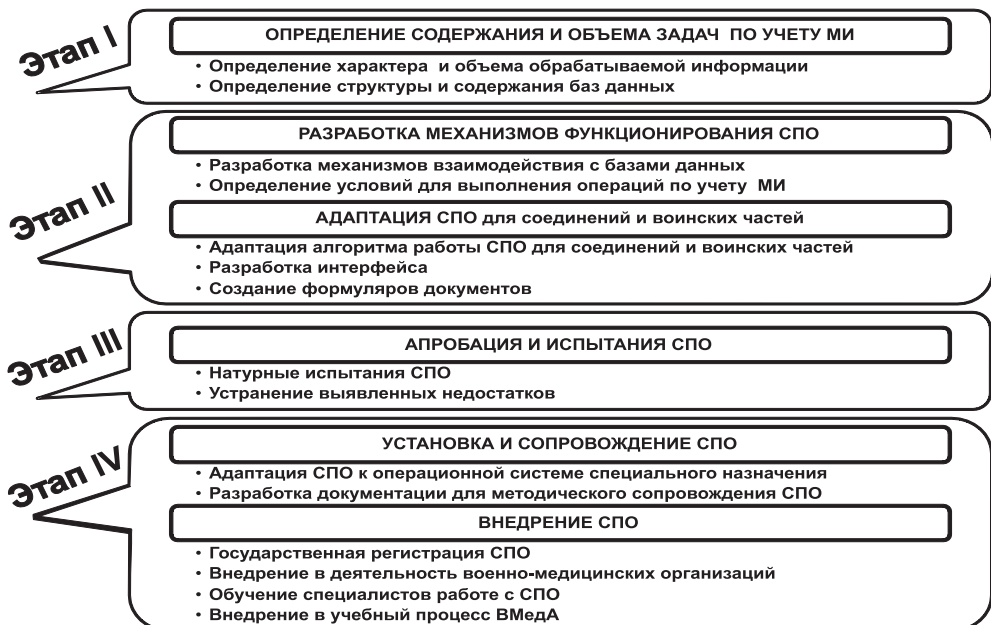 Этап I
ОПРЕДЕЛЕНИЕ СОДЕРЖАНИЯ И ОБЪЕМА ЗАДАЧ ПО УЧЕТУ МИ
• Определение характера и объема обрабатываемой информации
• Определение структуры и содержания баз данных
Этап II
РАЗРАБОТКА МЕХАНИЗМОВ ФУНКЦИОНИРОВАНИЯ СПО
• Разработка механизмов взаимодействия с базами данных
• Определение условий для выполнения операций по учету МИ
АДАПТАЦИЯ СПО для соединений и воинских частей
• Адаптация алгоритма работы СПО для соединений и воинских частей
• Разработка интерфейса
• Создание формуляров документов
Этап III
АПРОБАЦИЯ И ИСПЫТАНИЯ СПО
• Натурные испытания СПО
• Устранение выявленных недостатков
Этап IV
УСТАНОВКА И СОПРОВОЖДЕНИЕ СПО
• Адаптация СПО к операционной системе специального назначения
• Разработка документации для методического сопровождения СПО
ВНЕДРЕНИЕ СПО
• Государственная регистрация СПО
• Внедрение в деятельность военно-медицинских организаций
• Обучение специалистов работе с СПО
• Внедрение в учебный процесс ВМедА